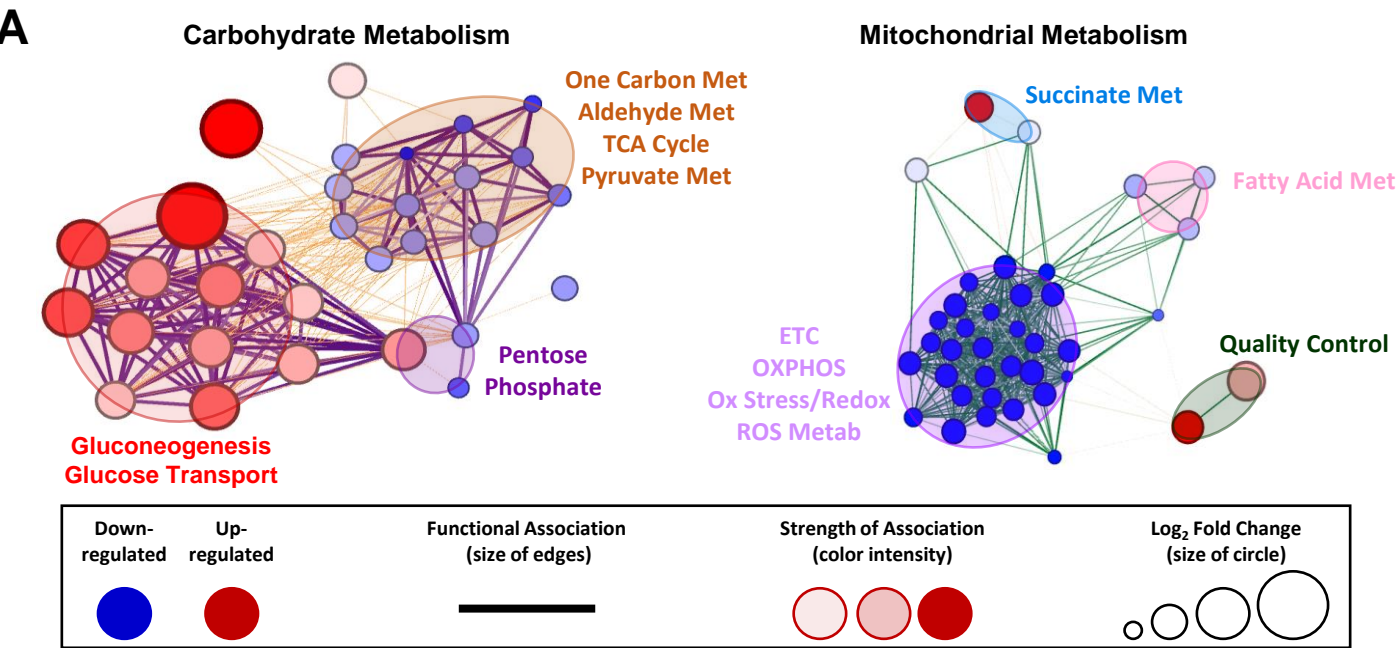 A
Carbohydrate Metabolism
One Carbon Met
Aldehyde Met
TCA Cycle
Pyruvate Met
Pentose
Phosphate
Gluconeogenesis
Glucose Transport
Mitochondrial Metabolism
Succinate Met
Fatty Acid Met
ETC
OXPHOS
Ox Stress/Redox
ROS Metab
Quality Control
Down-
regulated
Up-
regulated
Functional Association
(size of edges)
Strength of Association
(color intensity)
Log₂ Fold Change
(size of circle)